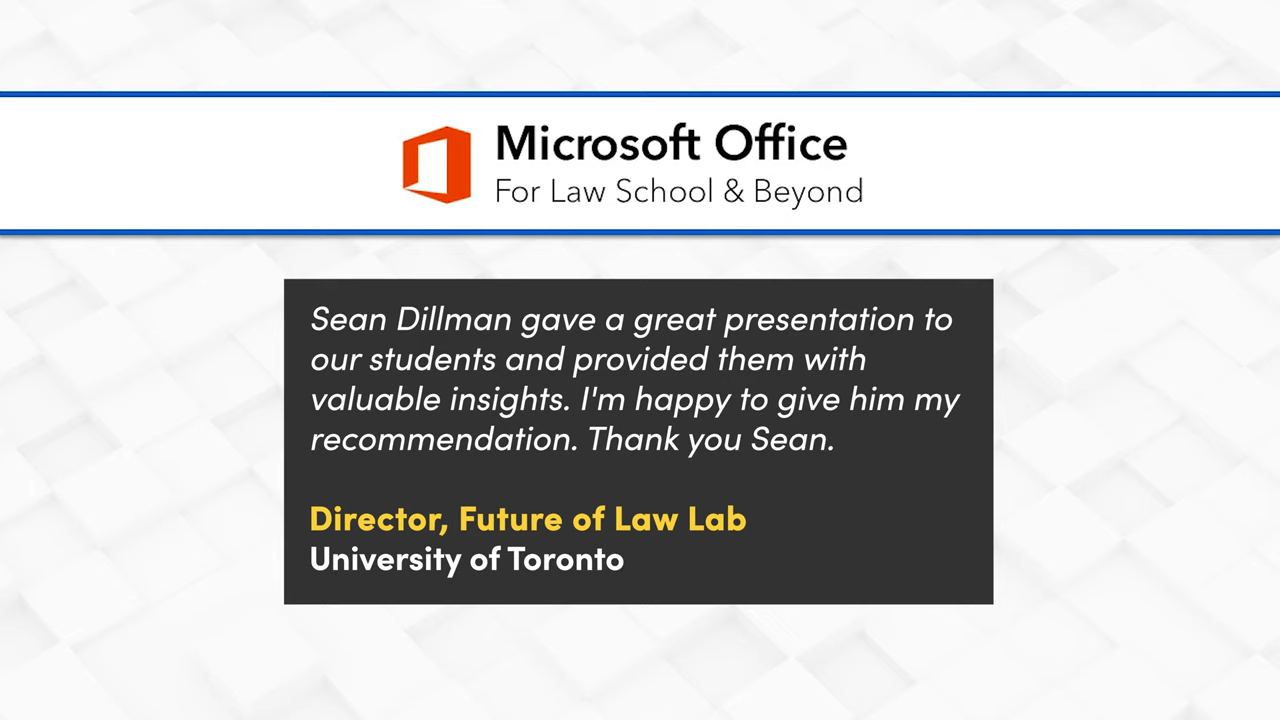 Microsoft Office
For Law School & Beyond
Sean Dillman gave a great presentation to
our students and provided them with
valuable insights. I'm happy to give him my
recommendation. Thank you Sean.
Director, Future of Law Lab
University of Toronto